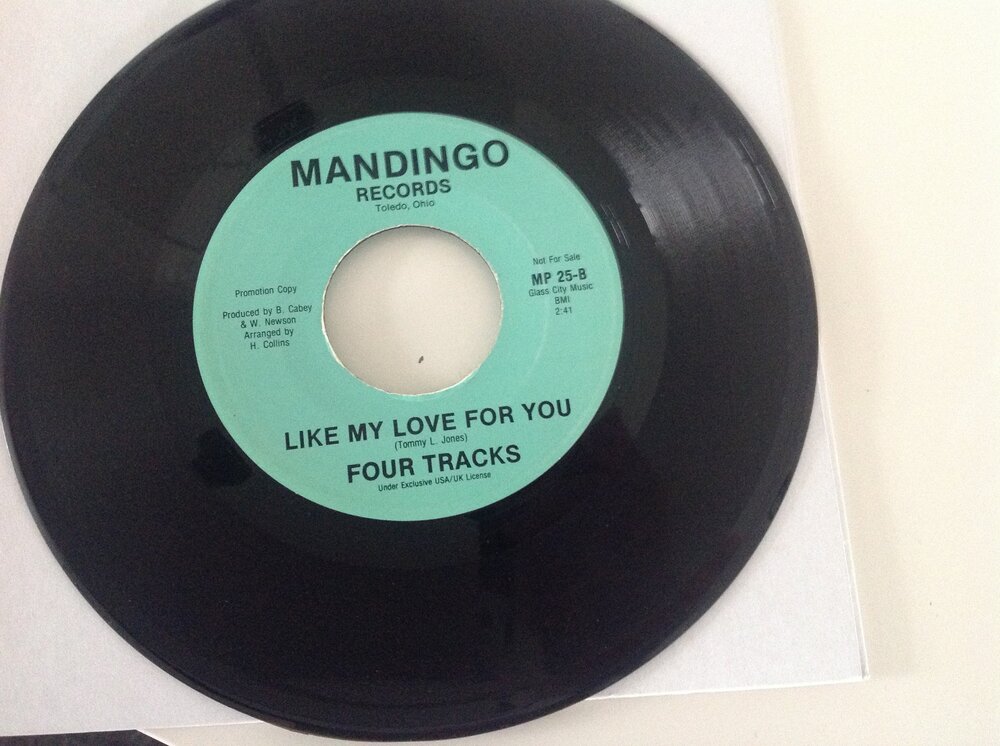 MANDINGO
RECORDS
Toledo, Ohio
Promotion Copy
Produced by B. Cabey
& W. Newson
Arranged by
H. Collins
Not For Sale
MP 25-B
Glass City Music
BMI
2:41
LIKE MY LOVE FOR YOU
(Tommy L. Jones)
FOUR TRACKS
Under Exclusive USA/UK License